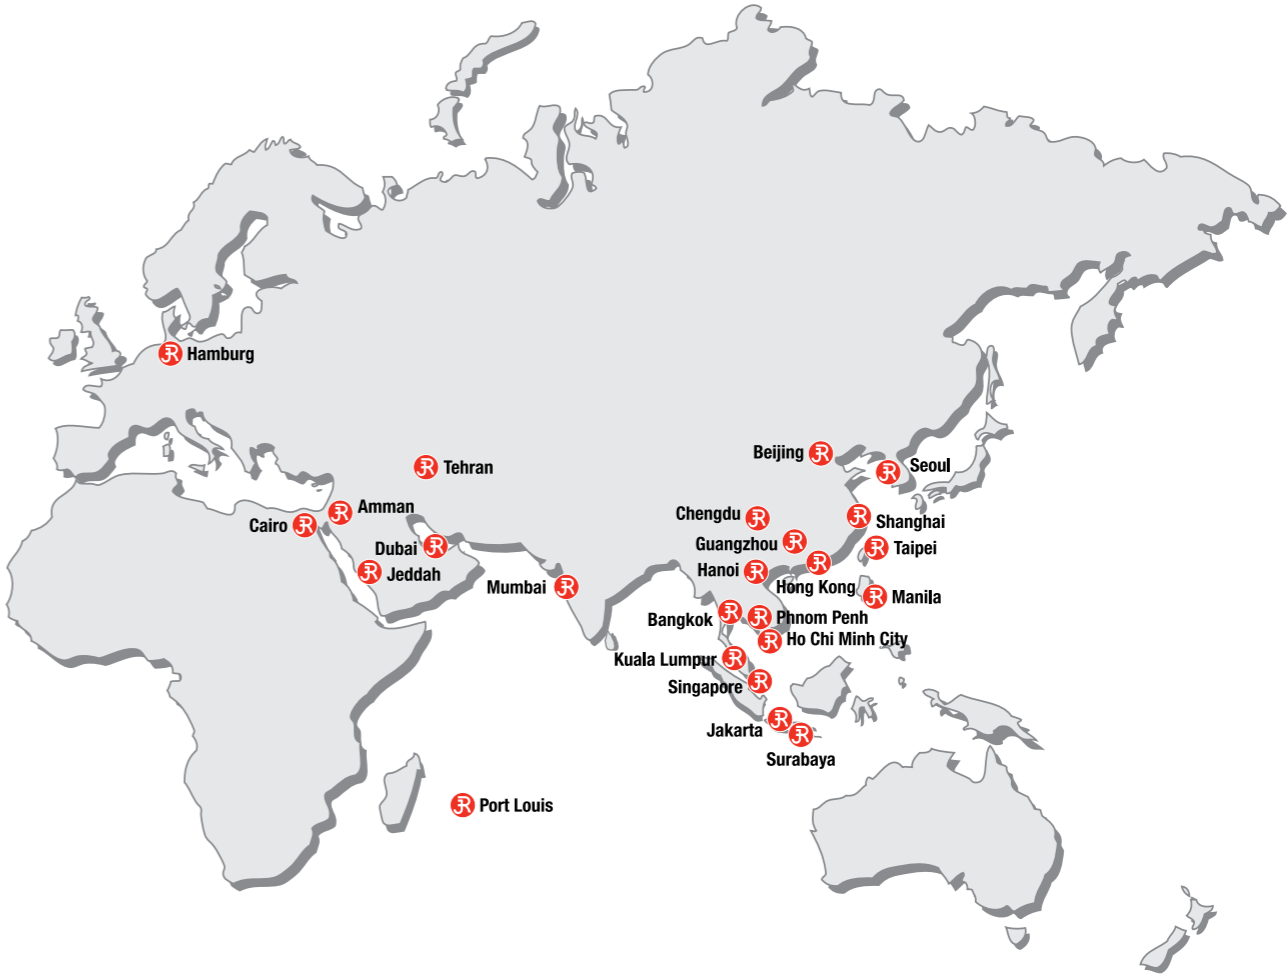 Hamburg
Beijing
Seoul
Tehran
Amman
Chengdu
Cairo
Shanghai
Guangzhou
Dubai
Taipei
Hanoi
Jeddah
Mumbai
Hong Kong
Manila
Bangkok
Phnom Penh
Ho Chi Minh City
Kuala Lumpur
Singapore
Jakarta
Surabaya
Port Louis